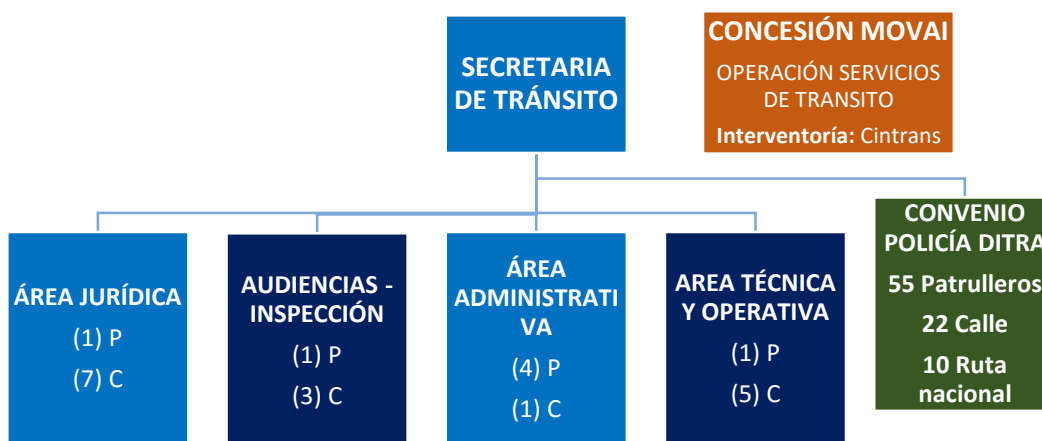 SECRETARIA
DE TRÁNSITO
CONCESIÓN MOVAI
OPERACIÓN SERVICIOS
DE TRANSITO
Interventoría: Cintrans
ÁREA JURÍDICA
(1) P
(7) C
AUDIENCIAS -
INSPECCIÓN
(1) P
(3) C
ÁREA
ADMINISTRATI
VA
(4) P
(1) C
AREA TÉCNICA
Y OPERATIVA
(1) P
(5) C
CONVENIO
POLICÍA DITRA
55 Patrulleros
22 Calle
10 Ruta
nacional